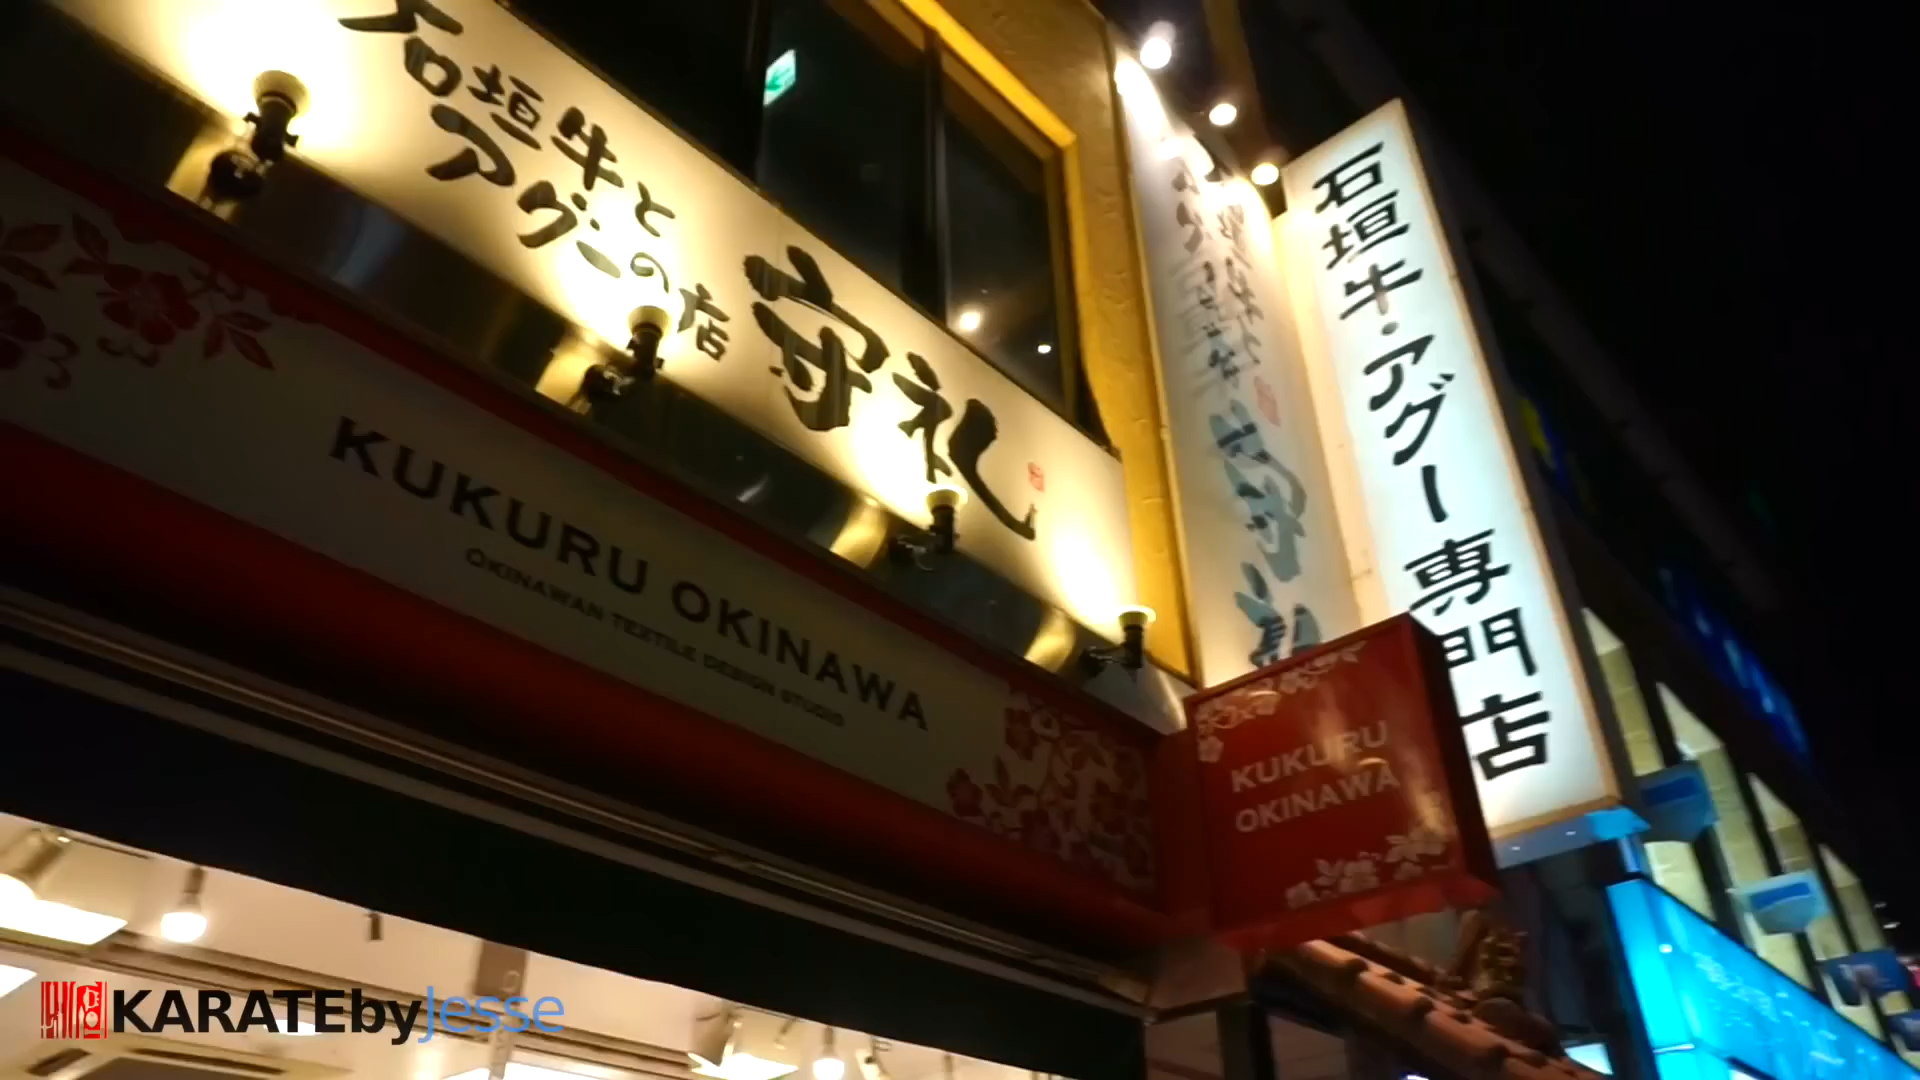 石垣牛と
アグーの店
守礼
KUKURU OKINAWA
OKINAWAN TEXTILE DESIGN STUDIO
石垣牛・アグー専門店
KUKURU
OKINAWA
KARATEbyJesse